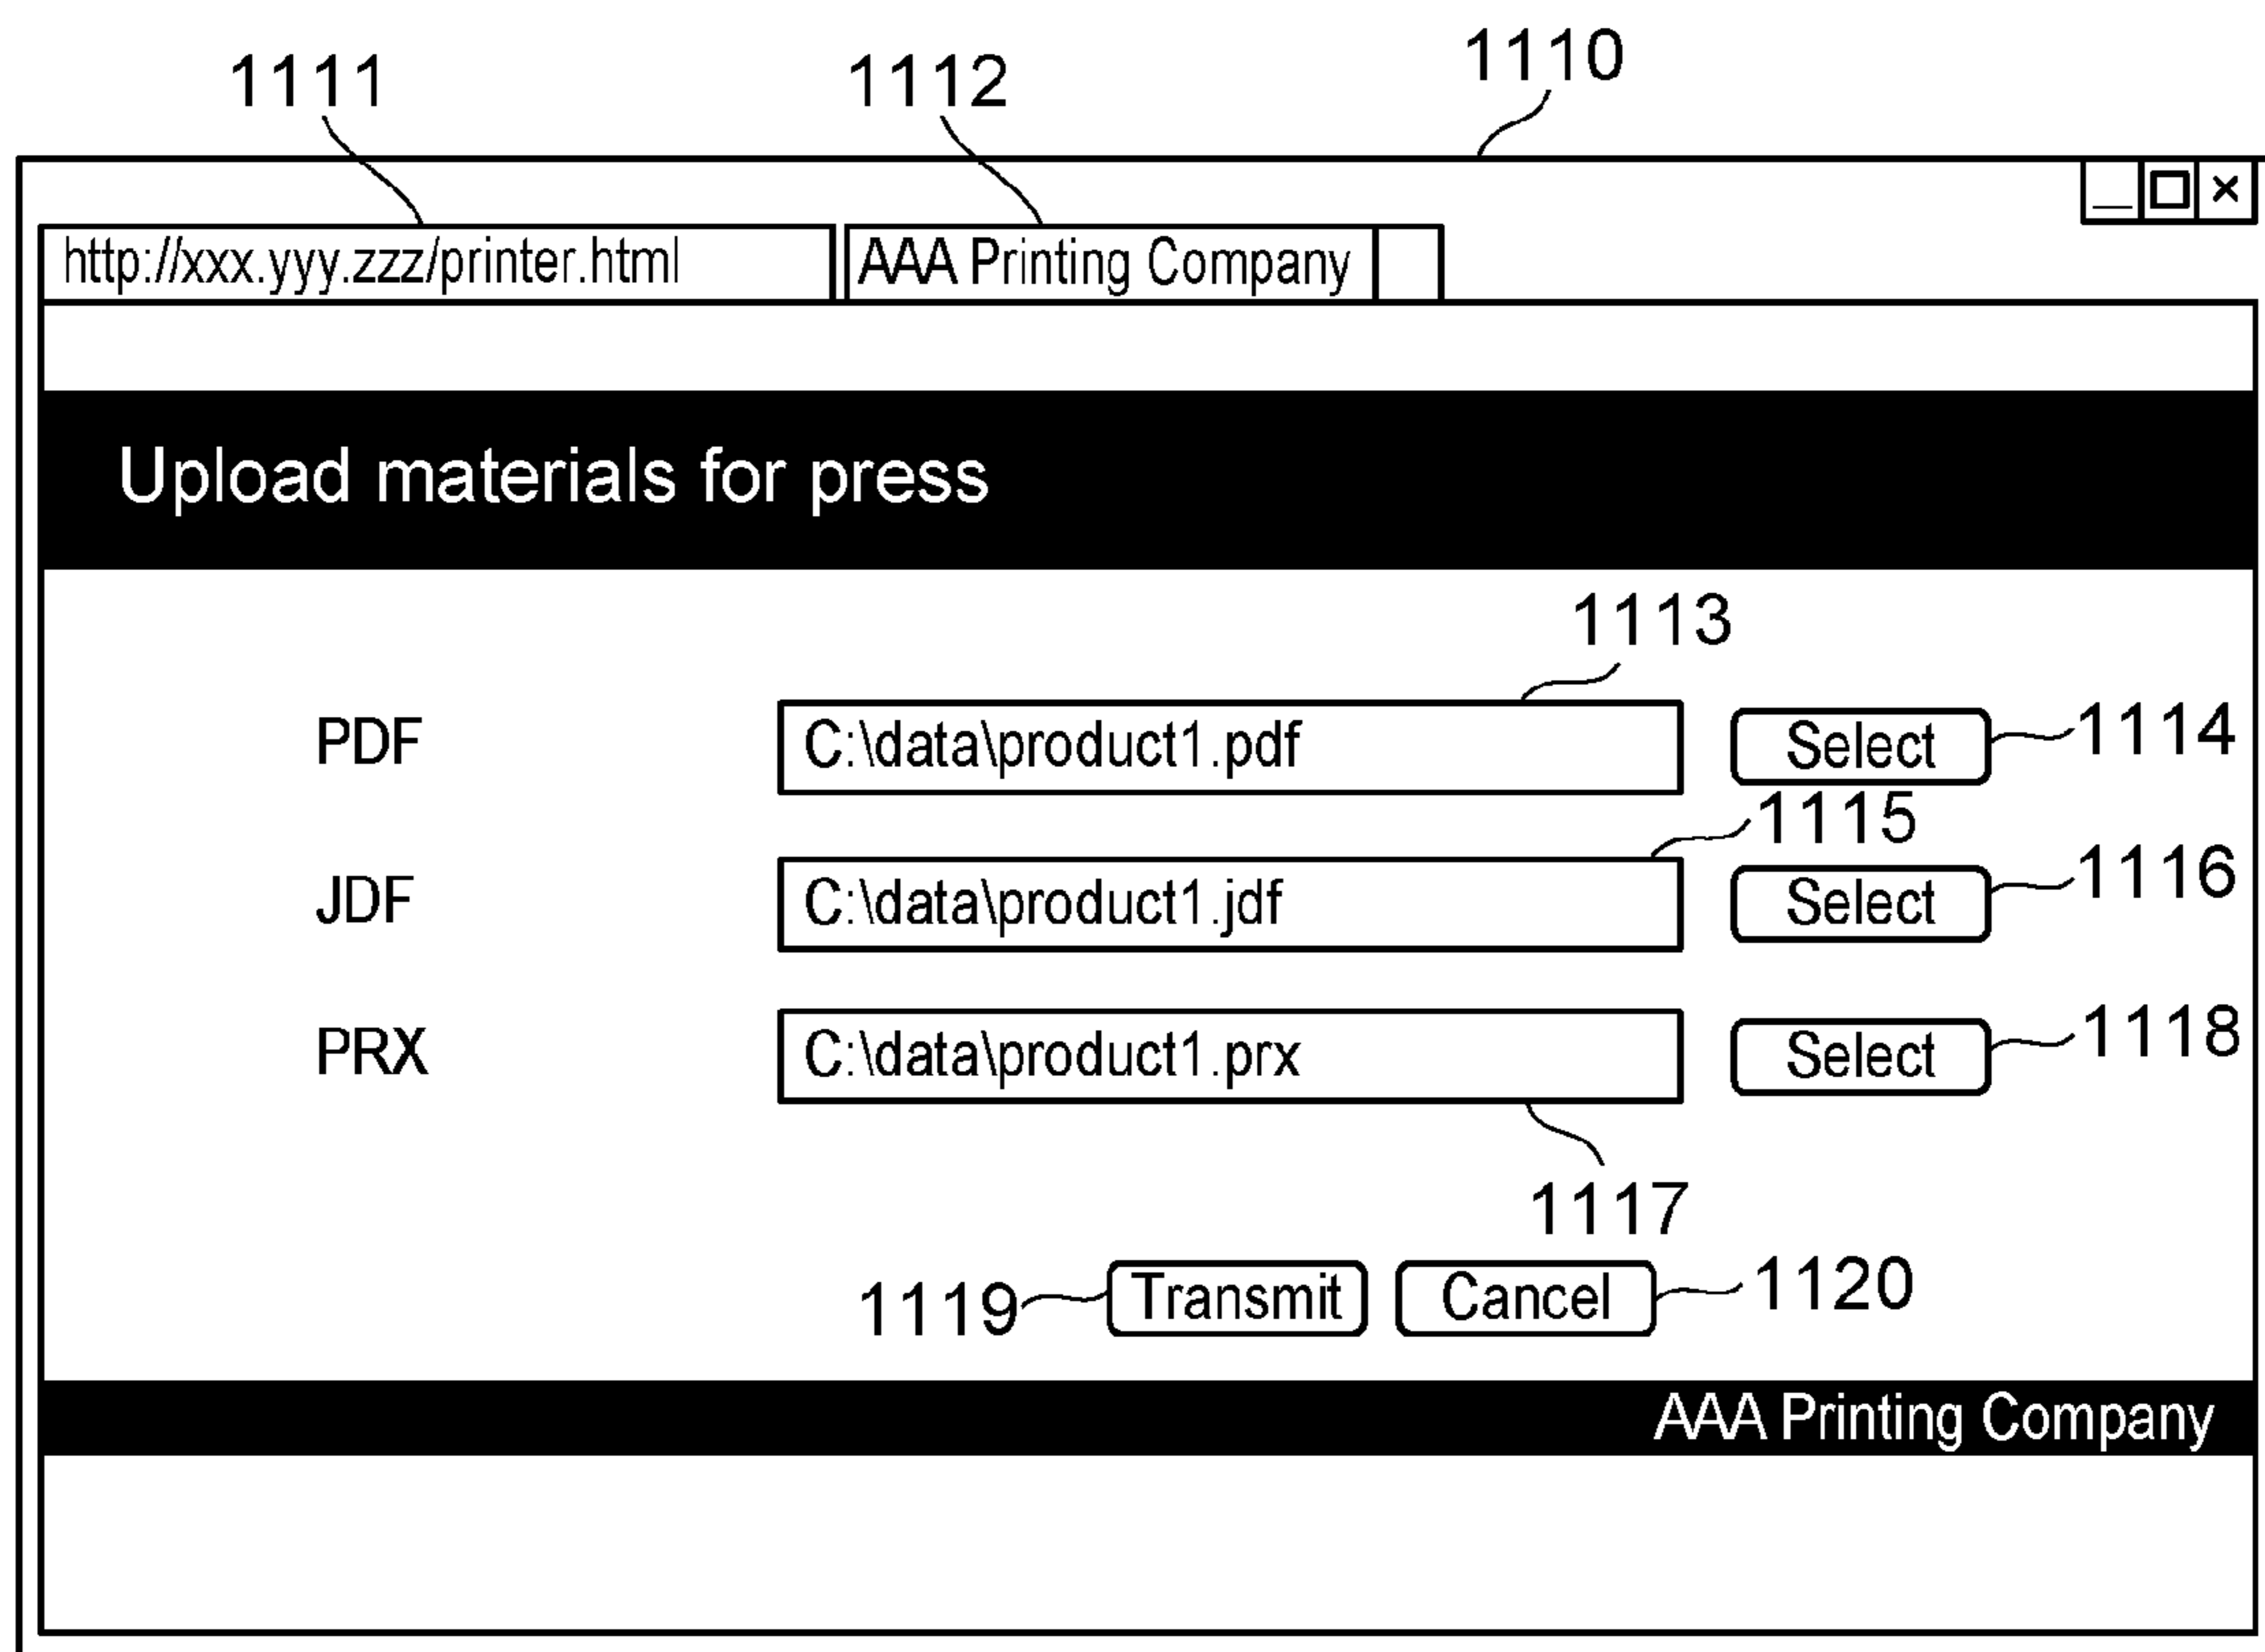 1111 1112 1110
http://xxx.yyy.zzz/printer.html AAA Printing Company
Upload materials for press
1113
PDF C:\data\product1.pdf Select 1114
1115
JDF C:\data\product1.jdf Select 1116
PRX C:\data\product1.prx Select 1118
1117
1119 Transmit Cancel 1120
AAA Printing Company